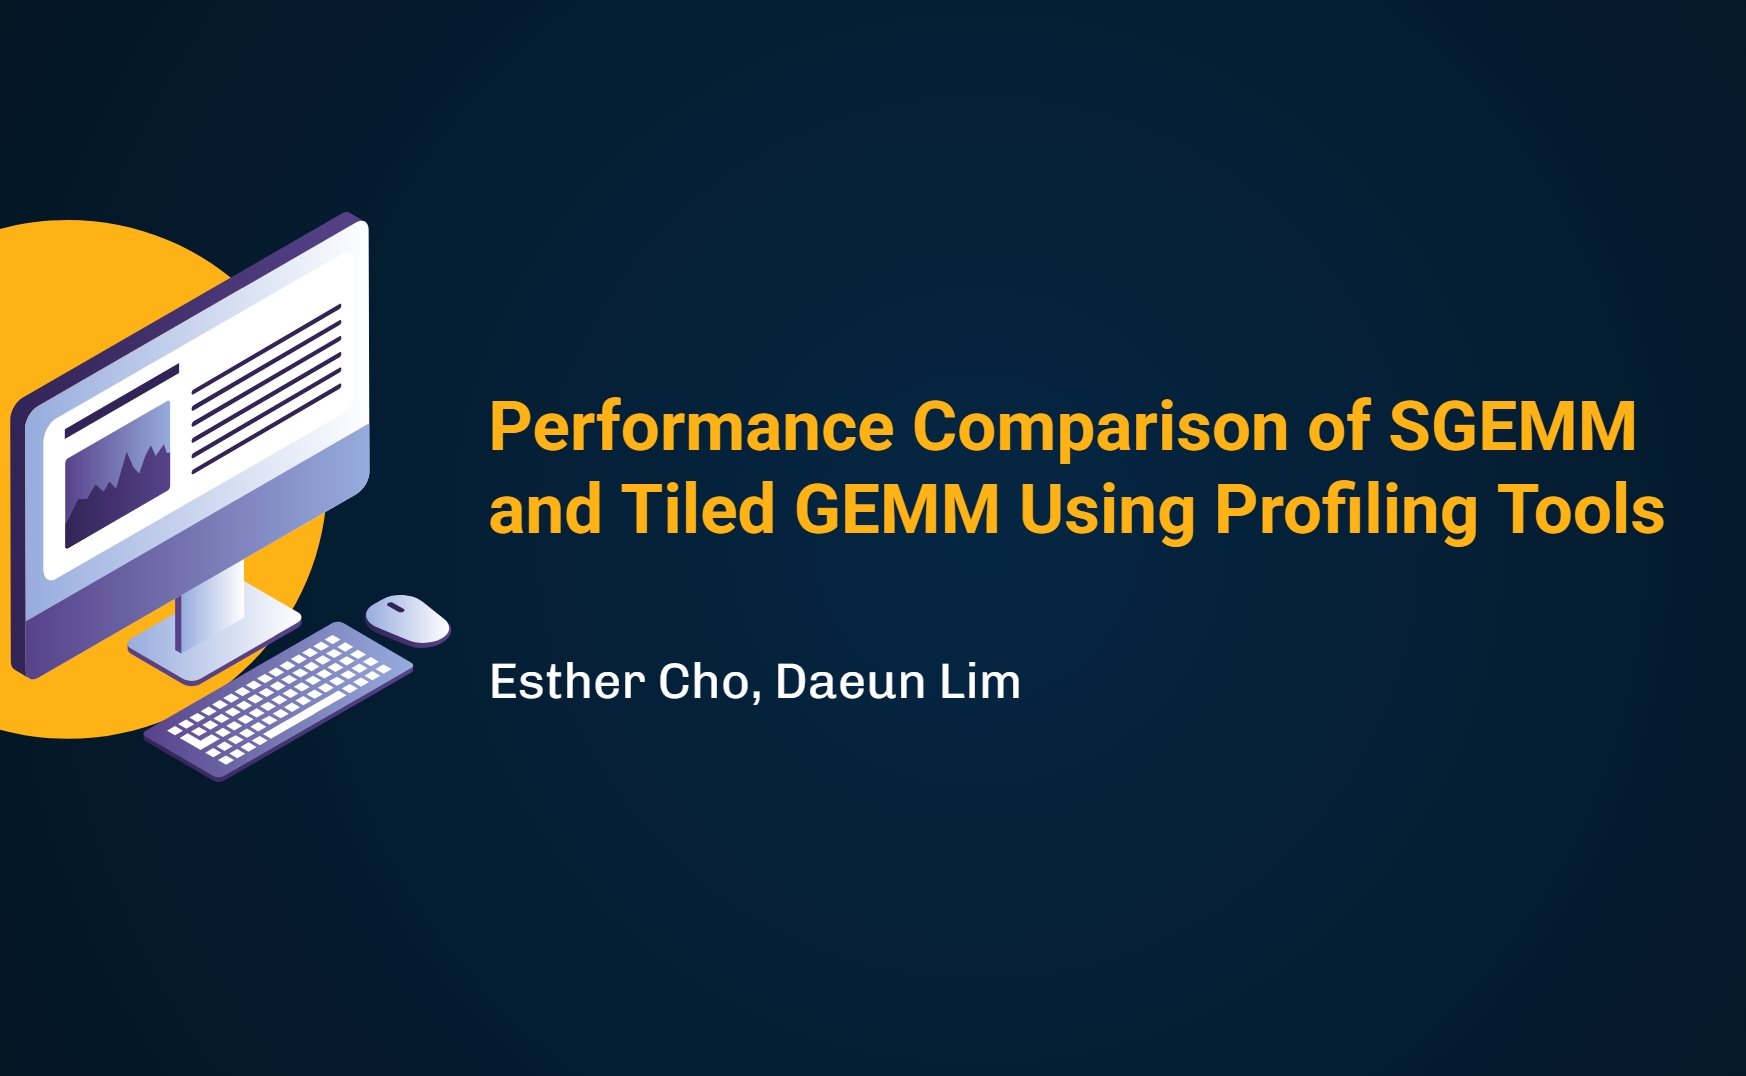 Performance Comparison of SGEMM
and Tiled GEMM Using Profiling Tools
Esther Cho, Daeun Lim